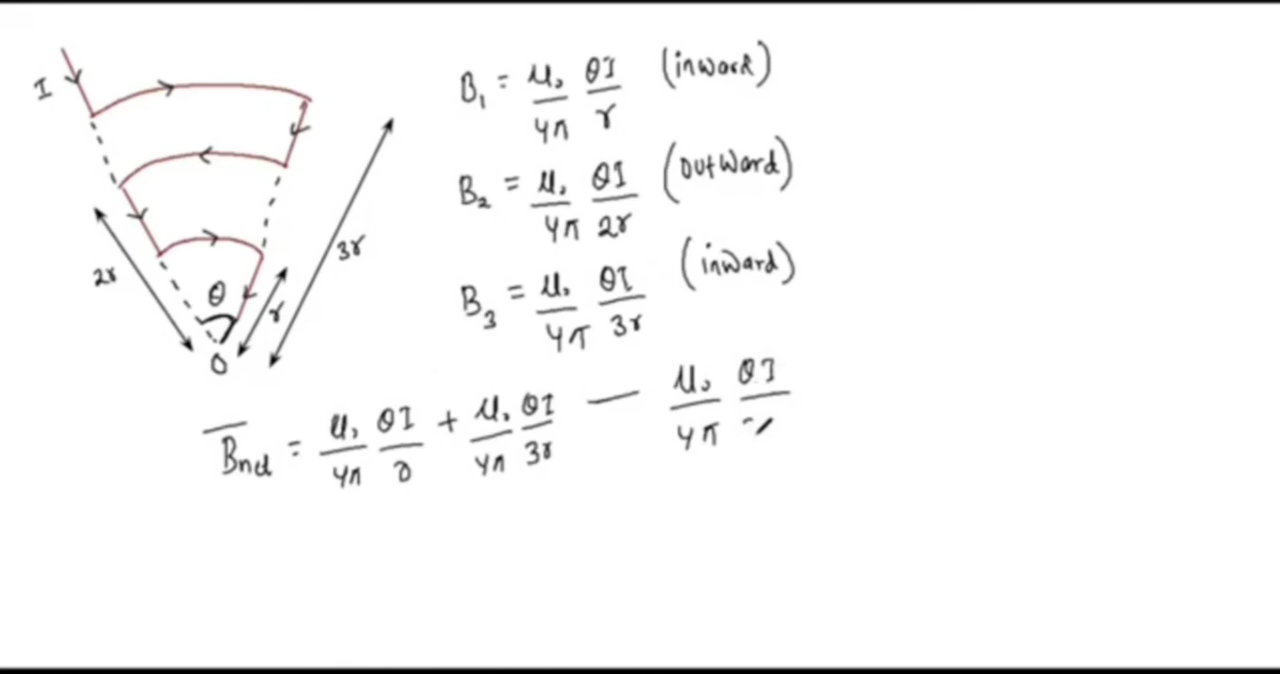 I
B₁ = μ₀/4π θI/r (inward)
B₂ = μ₀/4π θI/2r (outward)
B₃ = μ₀/4π θI/3r (inward)
2r
θ
r
3r
O
B̅net = μ₀/4π θI/r + μ₀/4π θI/3r — μ₀/4π θI/